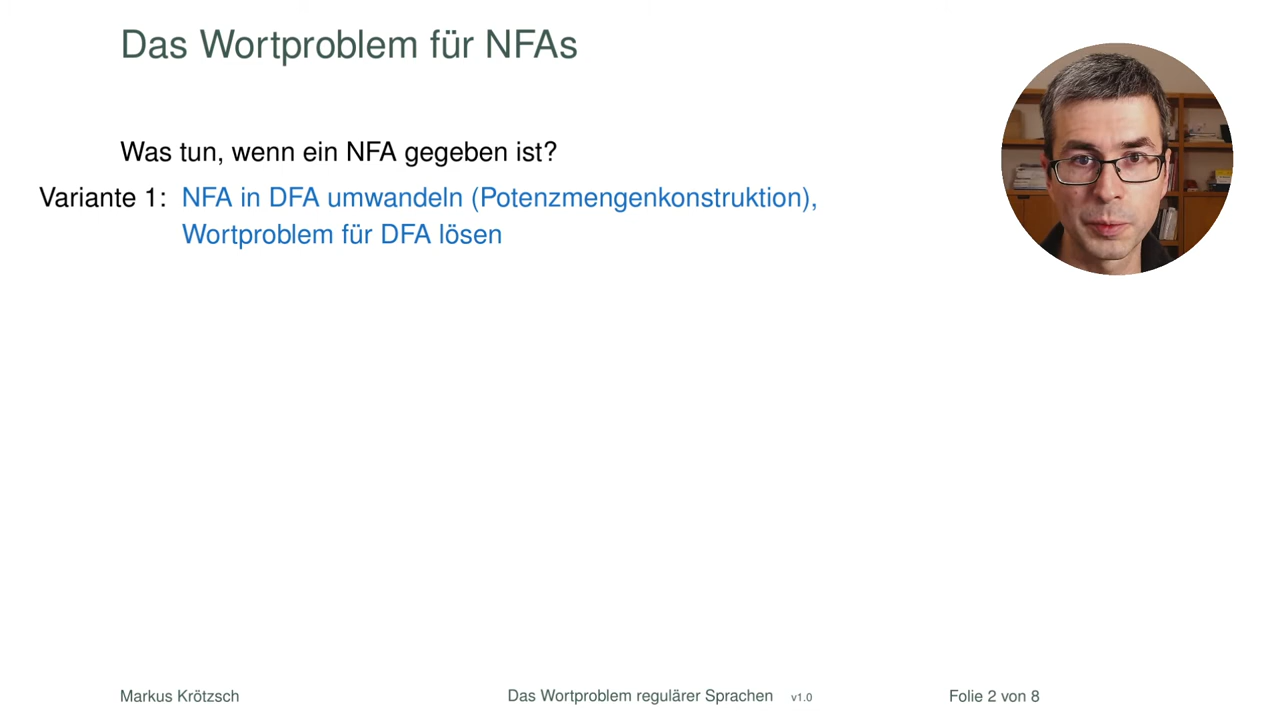 Das Wortproblem für NFAs
Was tun, wenn ein NFA gegeben ist?
Variante 1: NFA in DFA umwandeln (Potenzmengenkonstruktion),
Wortproblem für DFA lösen
Markus Krötzsch Das Wortproblem regulärer Sprachen v1.0 Folie 2 von 8